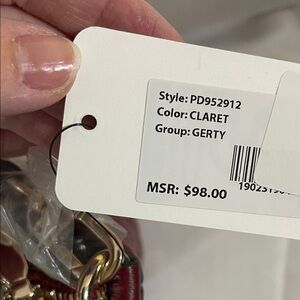 Style: PD952912
Color: CLARET
Group: GERTY
MSR: $98.00